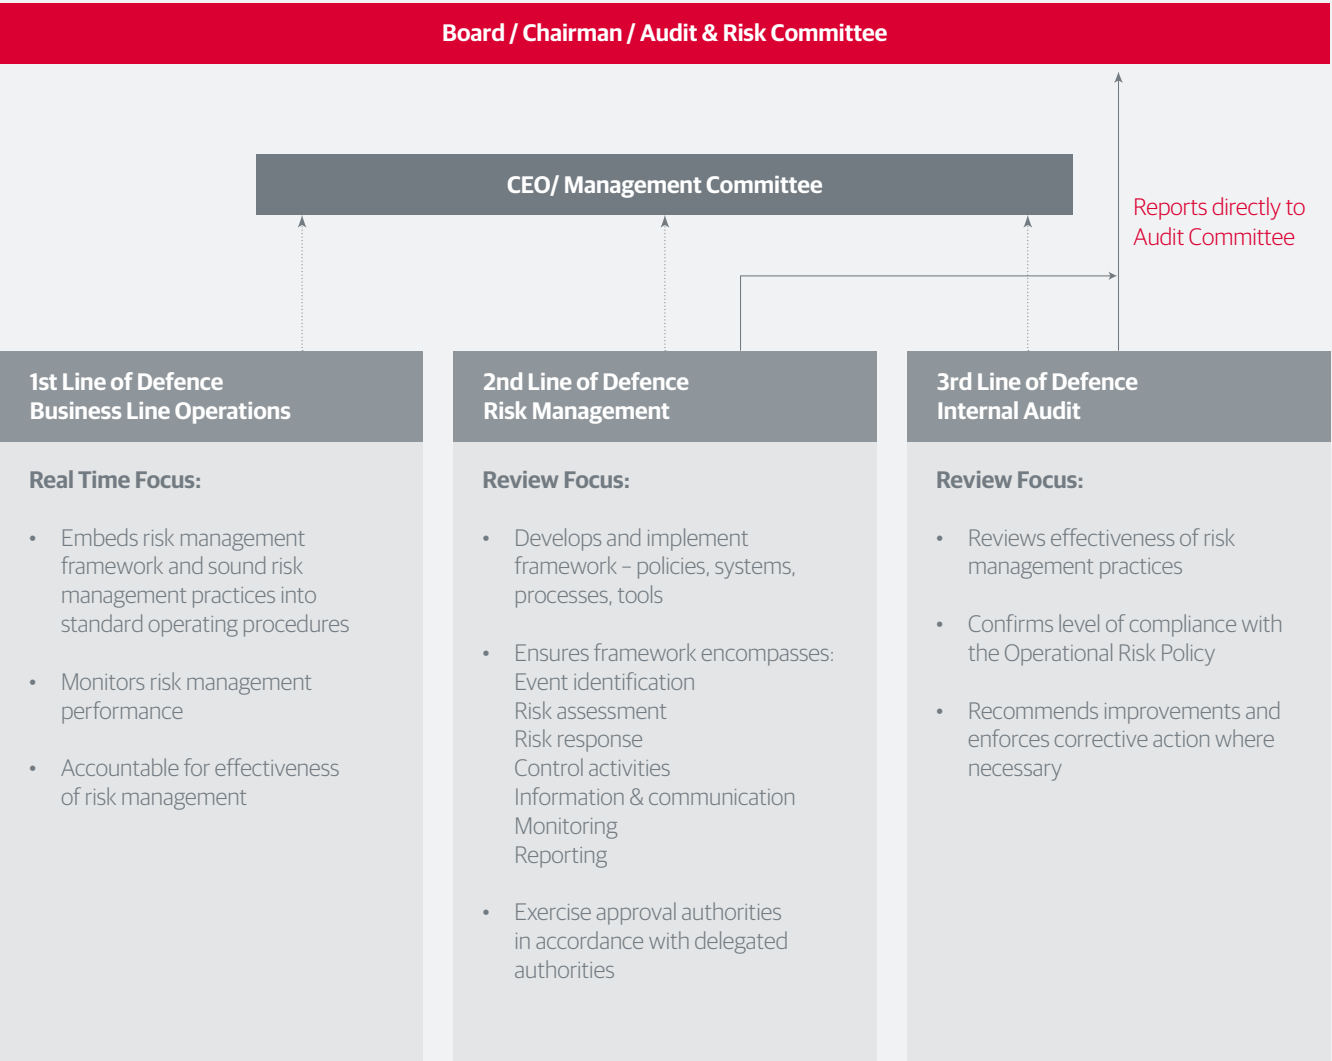 Board / Chairman / Audit & Risk Committee
CEO/ Management Committee
Reports directly to
Audit Committee
1st Line of Defence
Business Line Operations
Real Time Focus:
• Embeds risk management
framework and sound risk
management practices into
standard operating procedures
• Monitors risk management
performance
• Accountable for effectiveness
of risk management
2nd Line of Defence
Risk Management
Review Focus:
• Develops and implement
framework – policies, systems,
processes, tools
• Ensures framework encompasses:
Event identification
Risk assessment
Risk response
Control activities
Information & communication
Monitoring
Reporting
• Exercise approval authorities
in accordance with delegated
authorities
3rd Line of Defence
Internal Audit
Review Focus:
• Reviews effectiveness of risk
management practices
• Confirms level of compliance with
the Operational Risk Policy
• Recommends improvements and
enforces corrective action where
necessary